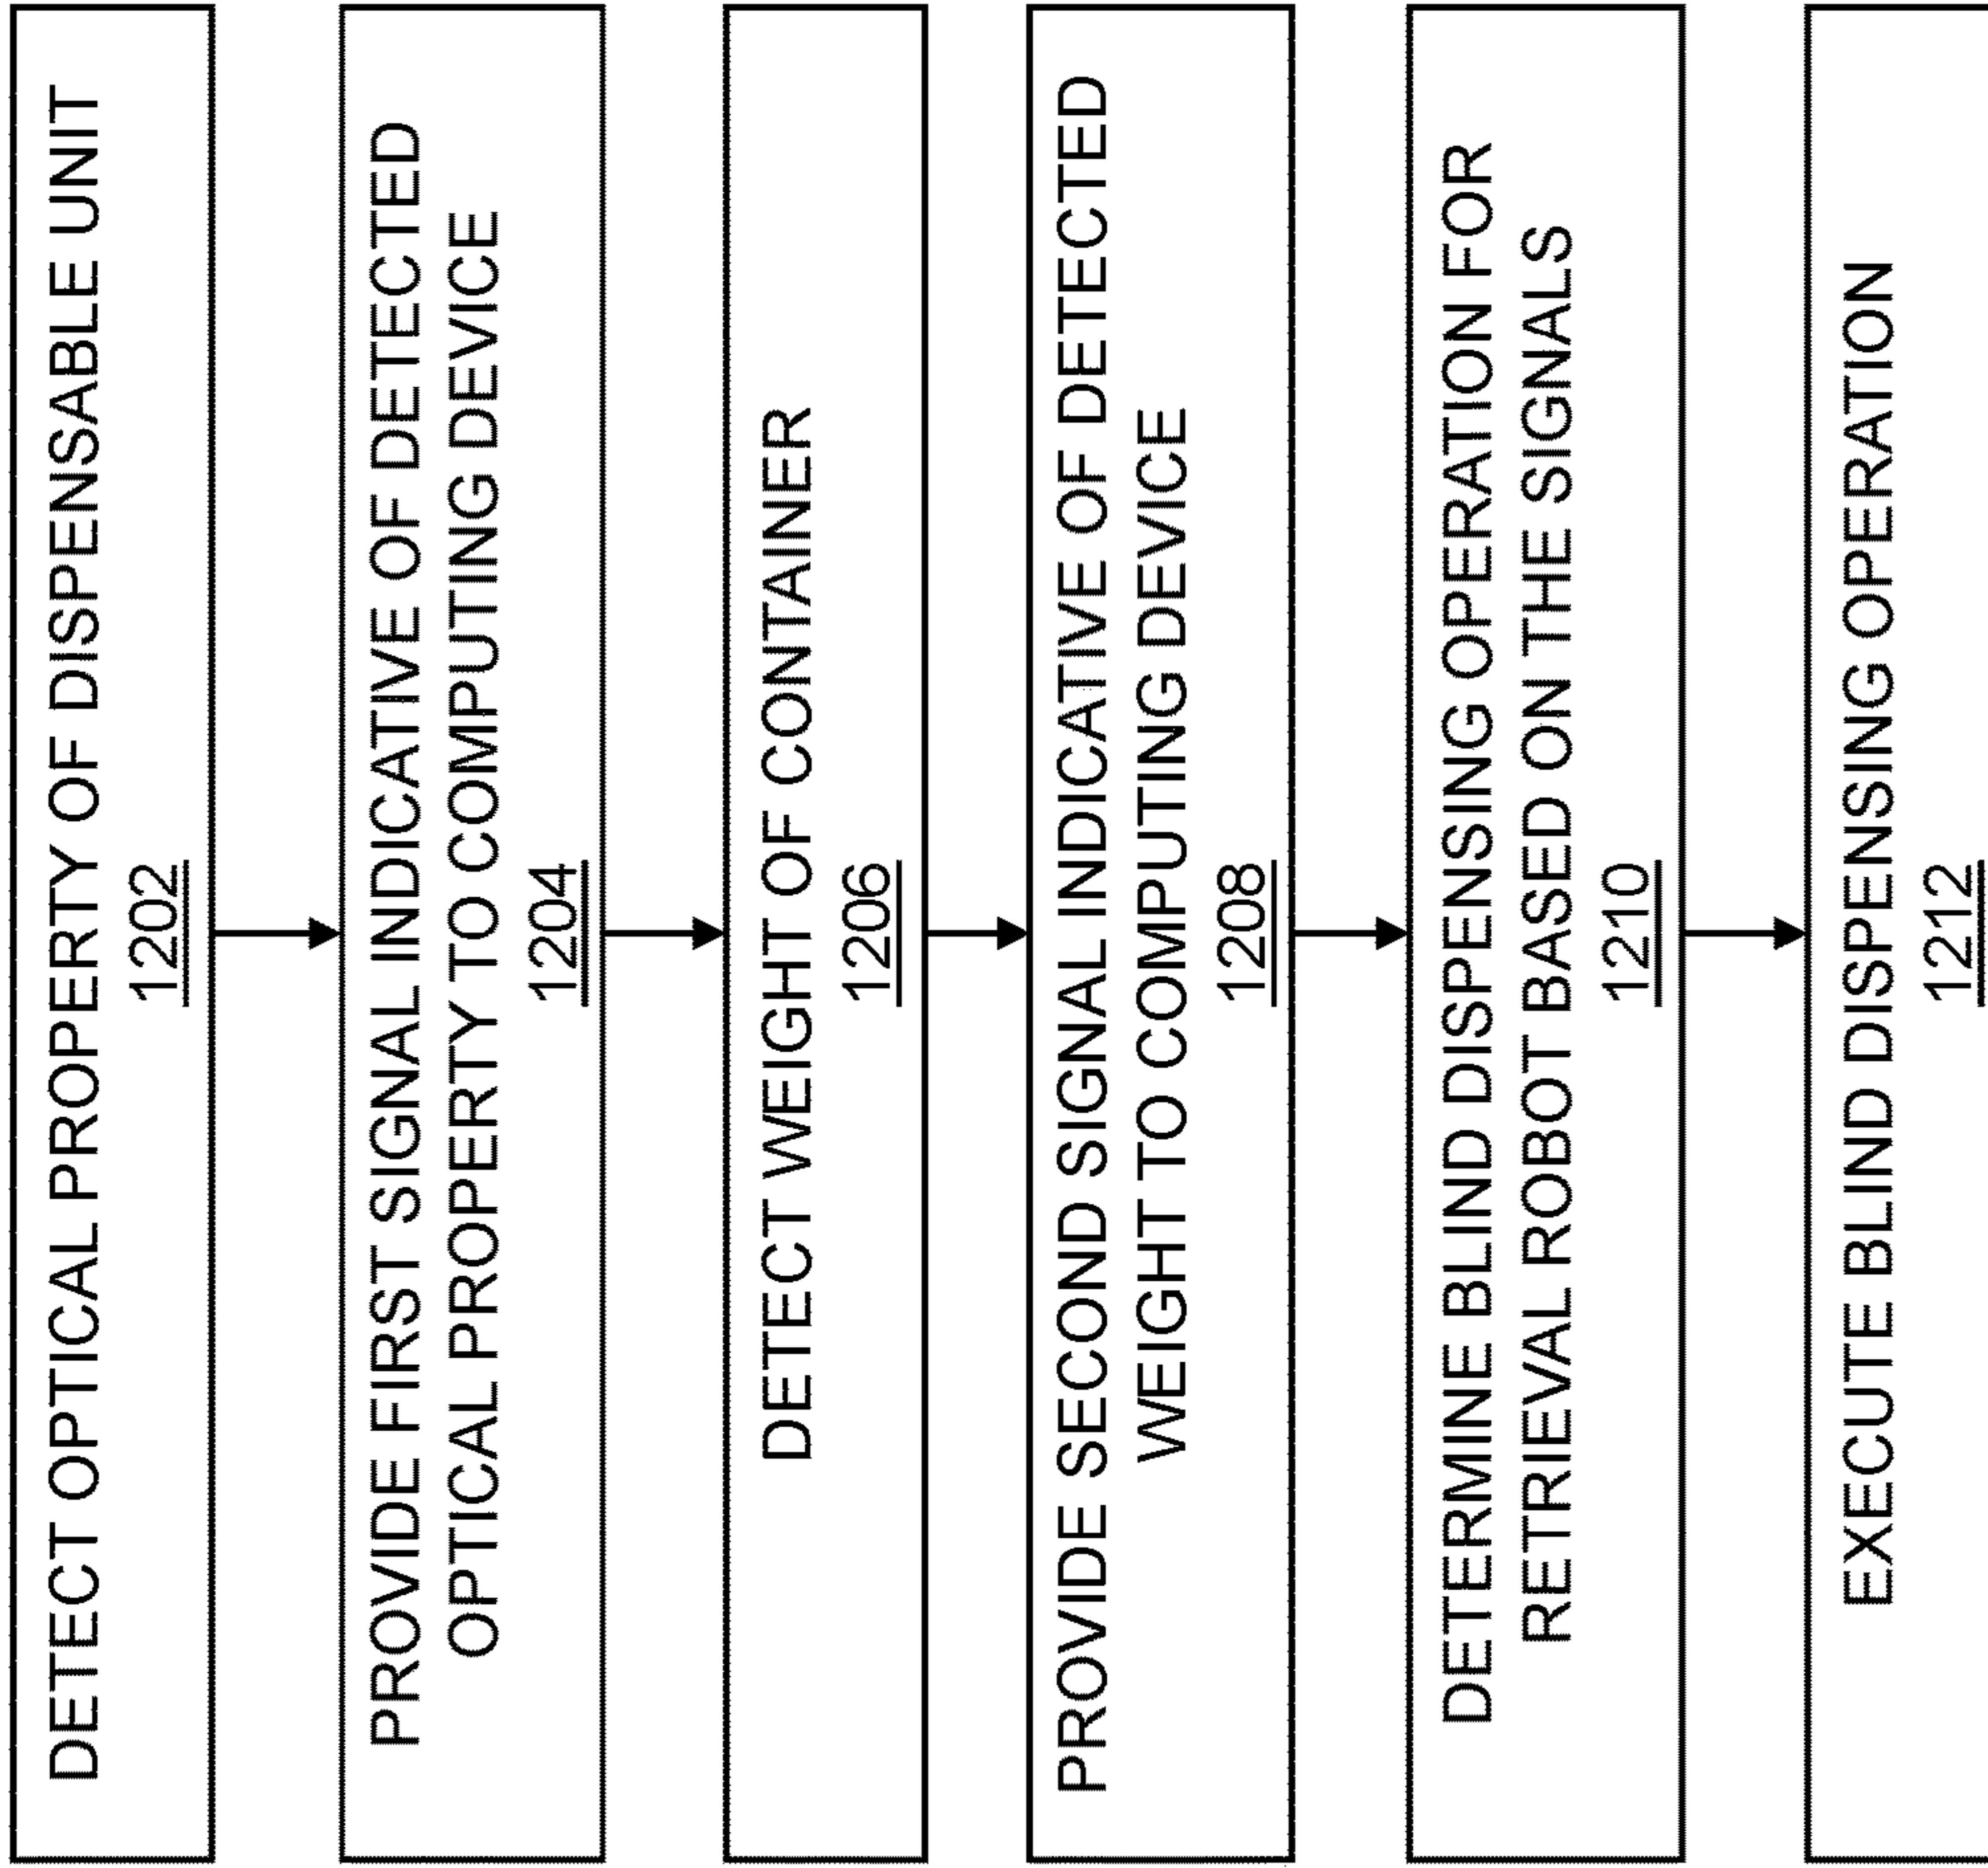 DETECT OPTICAL PROPERTY OF DISPENSABLE UNIT
1202
PROVIDE FIRST SIGNAL INDICATIVE OF DETECTED
OPTICAL PROPERTY TO COMPUTING DEVICE
1204
DETECT WEIGHT OF CONTAINER
1206
PROVIDE SECOND SIGNAL INDICATIVE OF DETECTED
WEIGHT TO COMPUTING DEVICE
1208
DETERMINE BLIND DISPENSING OPERATION FOR
RETRIEVAL ROBOT BASED ON THE SIGNALS
1210
EXECUTE BLIND DISPENSING OPERATION
1212